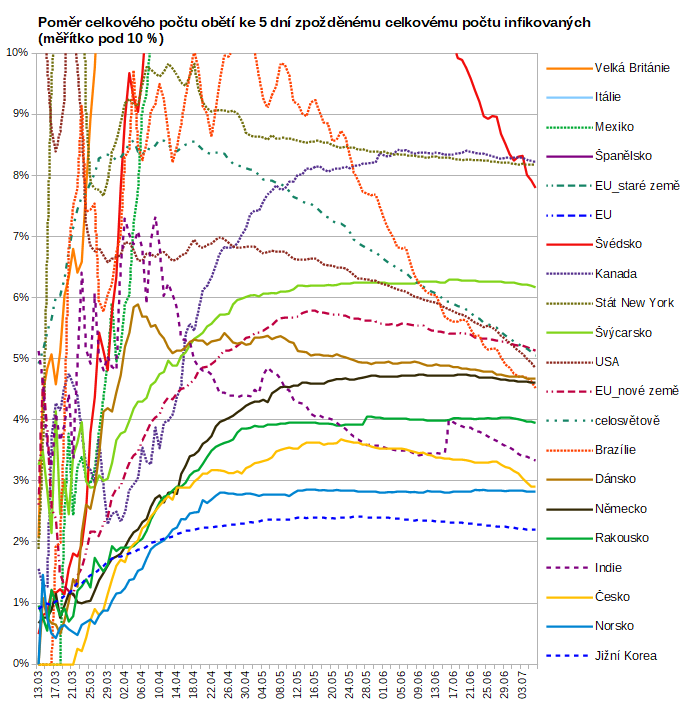 Poměr celkového počtu obětí ke 5 dní zpožděnému celkovému počtu infikovaných
(měřítko pod 10 %)
10%
9%
8%
7%
6%
5%
4%
3%
2%
1%
0%
13.03
17.03
21.03
25.03
29.03
02.04
06.04
10.04
14.04
18.04
22.04
26.04
30.04
04.05
08.05
12.05
16.05
20.05
24.05
28.05
01.06
05.06
09.06
13.06
17.06
21.06
25.06
29.06
03.07
Velká Británie
Itálie
Mexiko
Španělsko
EU_staré země
EU
Švédsko
Kanada
Stát New York
Švýcarsko
USA
EU_nové země
celosvětově
Brazílie
Dánsko
Německo
Rakousko
Indie
Česko
Norsko
Jižní Korea